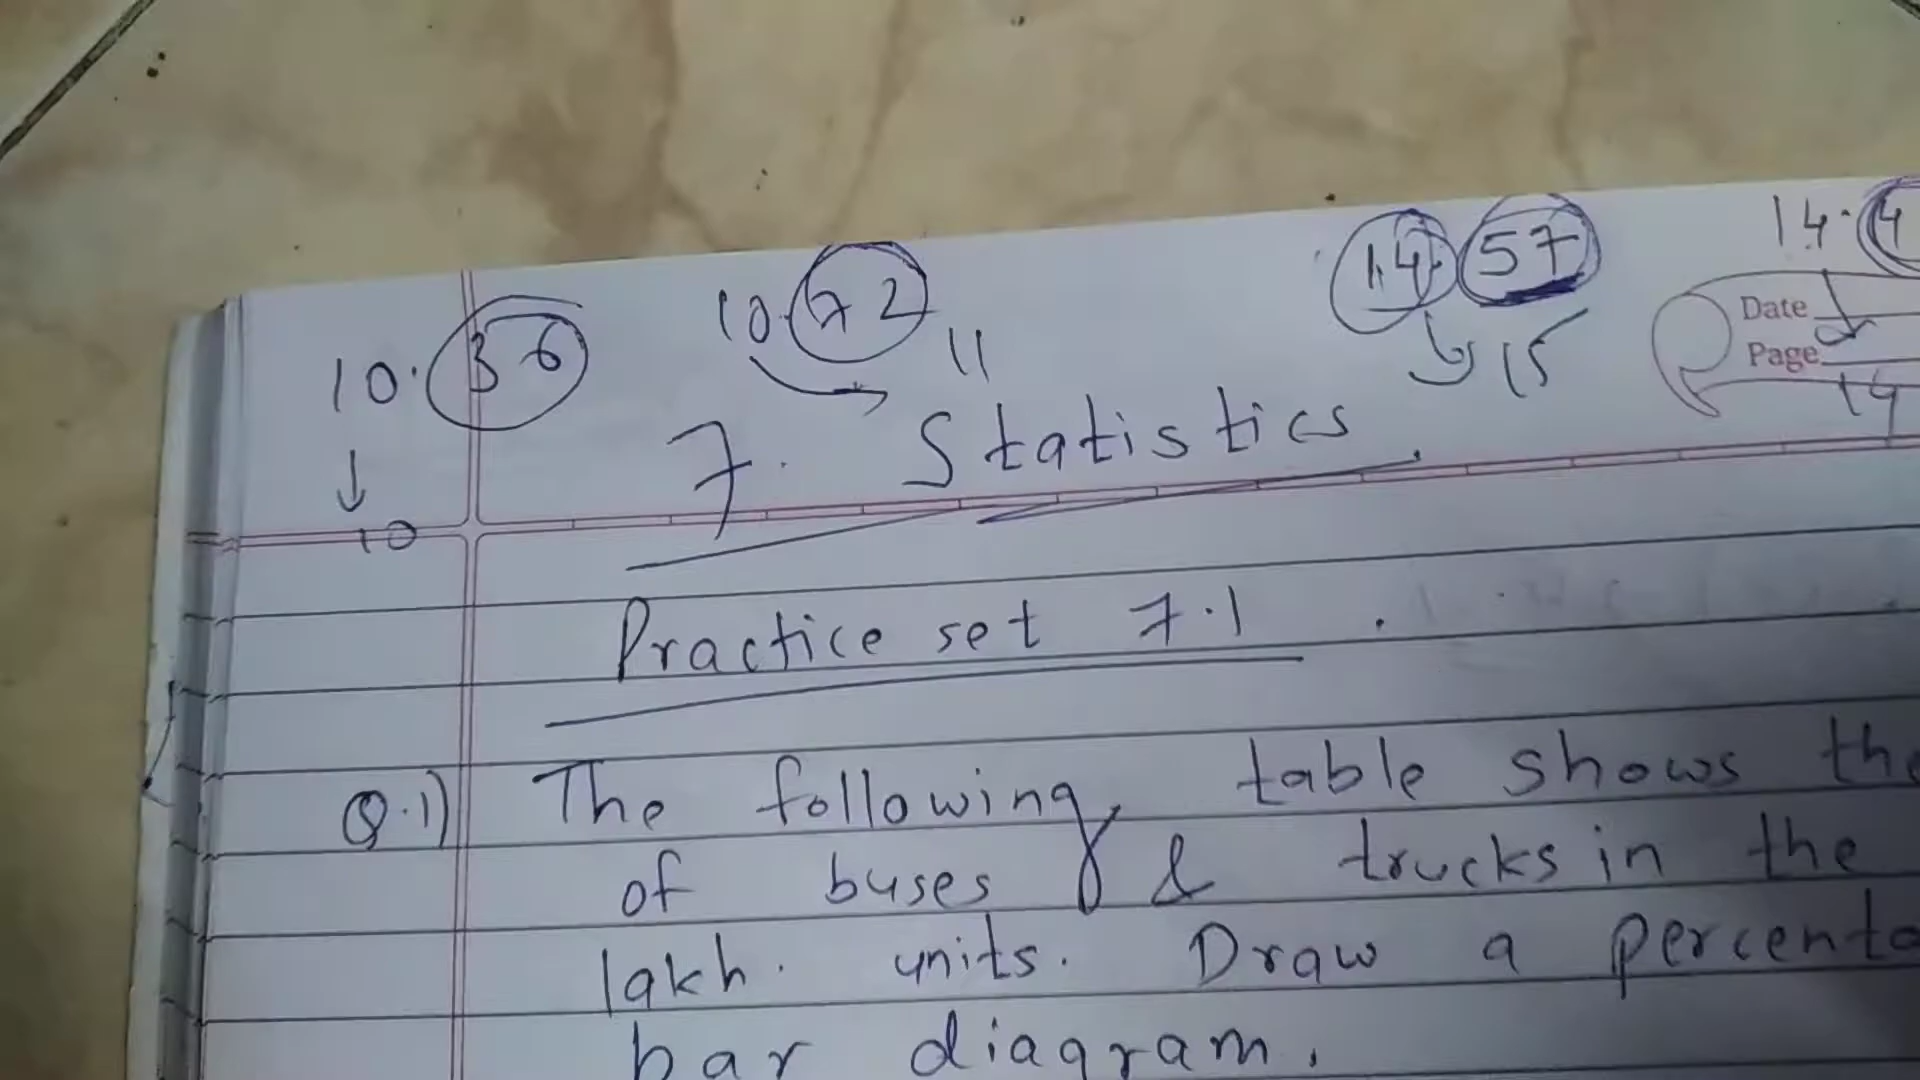 10.36
↓
10
10.72
11
14.57
15
14.4
14
Date
Page
7. Statistics
Practice set 7.1
Q.1) The following table shows the
of buses & trucks in the
lakh units. Draw a
bar diagram.